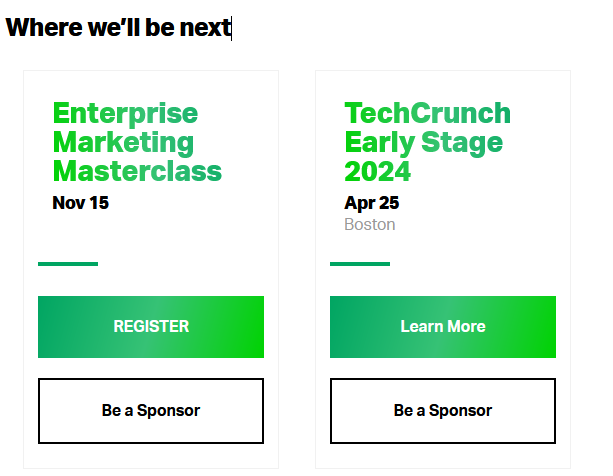 Where we'll be next
Enterprise
Marketing
Masterclass
Nov 15
REGISTER
Be a Sponsor
TechCrunch
Early Stage
2024
Apr 25
Boston
Learn More
Be a Sponsor